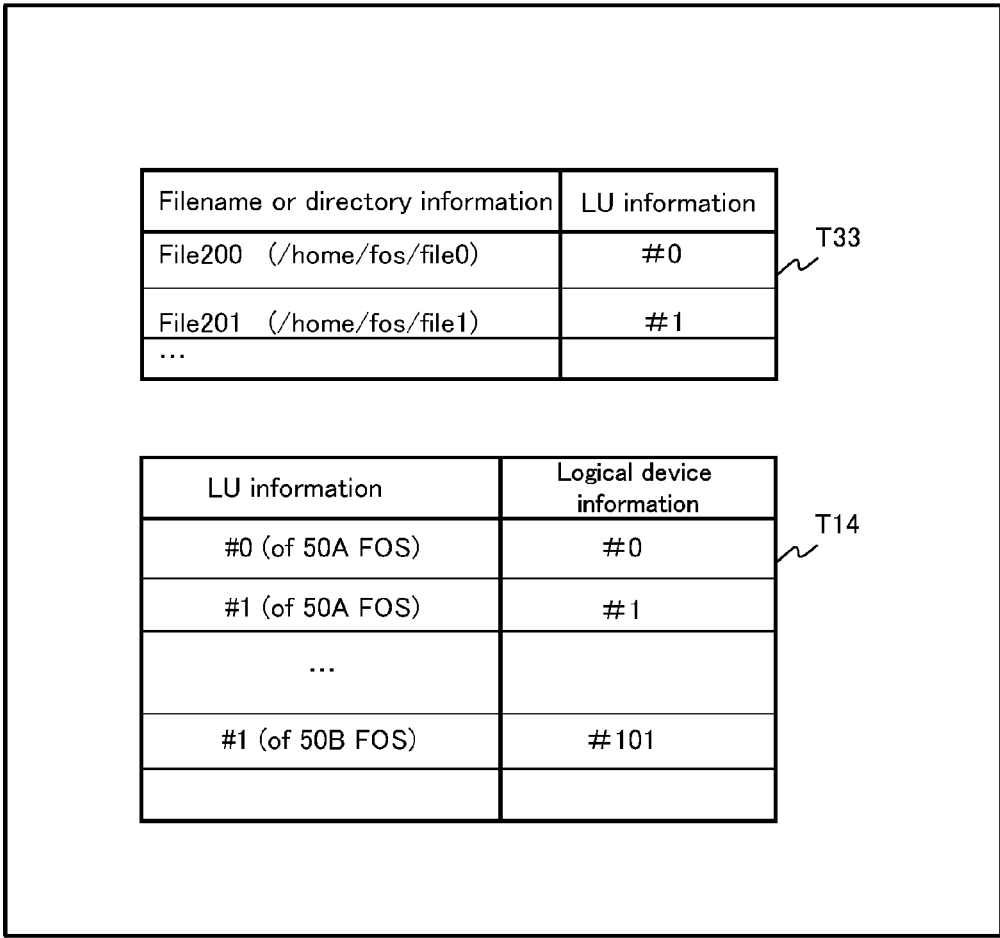 Filename or directory information LU information
File200 (/home/fos/file0) #0
T33
File201 (/home/fos/file1) #1
…
LU information Logical device information
#0 (of 50A FOS) #0
T14
#1 (of 50A FOS) #1
…
#1 (of 50B FOS) #101